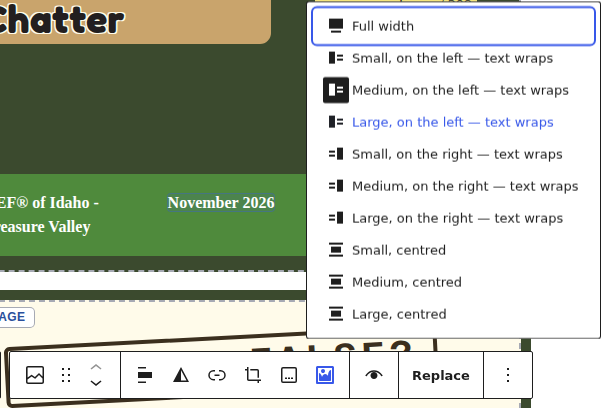 Chatter
EF® of Idaho -
easure Valley
November 2026
AGE
Full width
Small, on the left — text wraps
Medium, on the left — text wraps
Large, on the left — text wraps
Small, on the right — text wraps
Medium, on the right — text wraps
Large, on the right — text wraps
Small, centred
Medium, centred
Large, centred
Replace